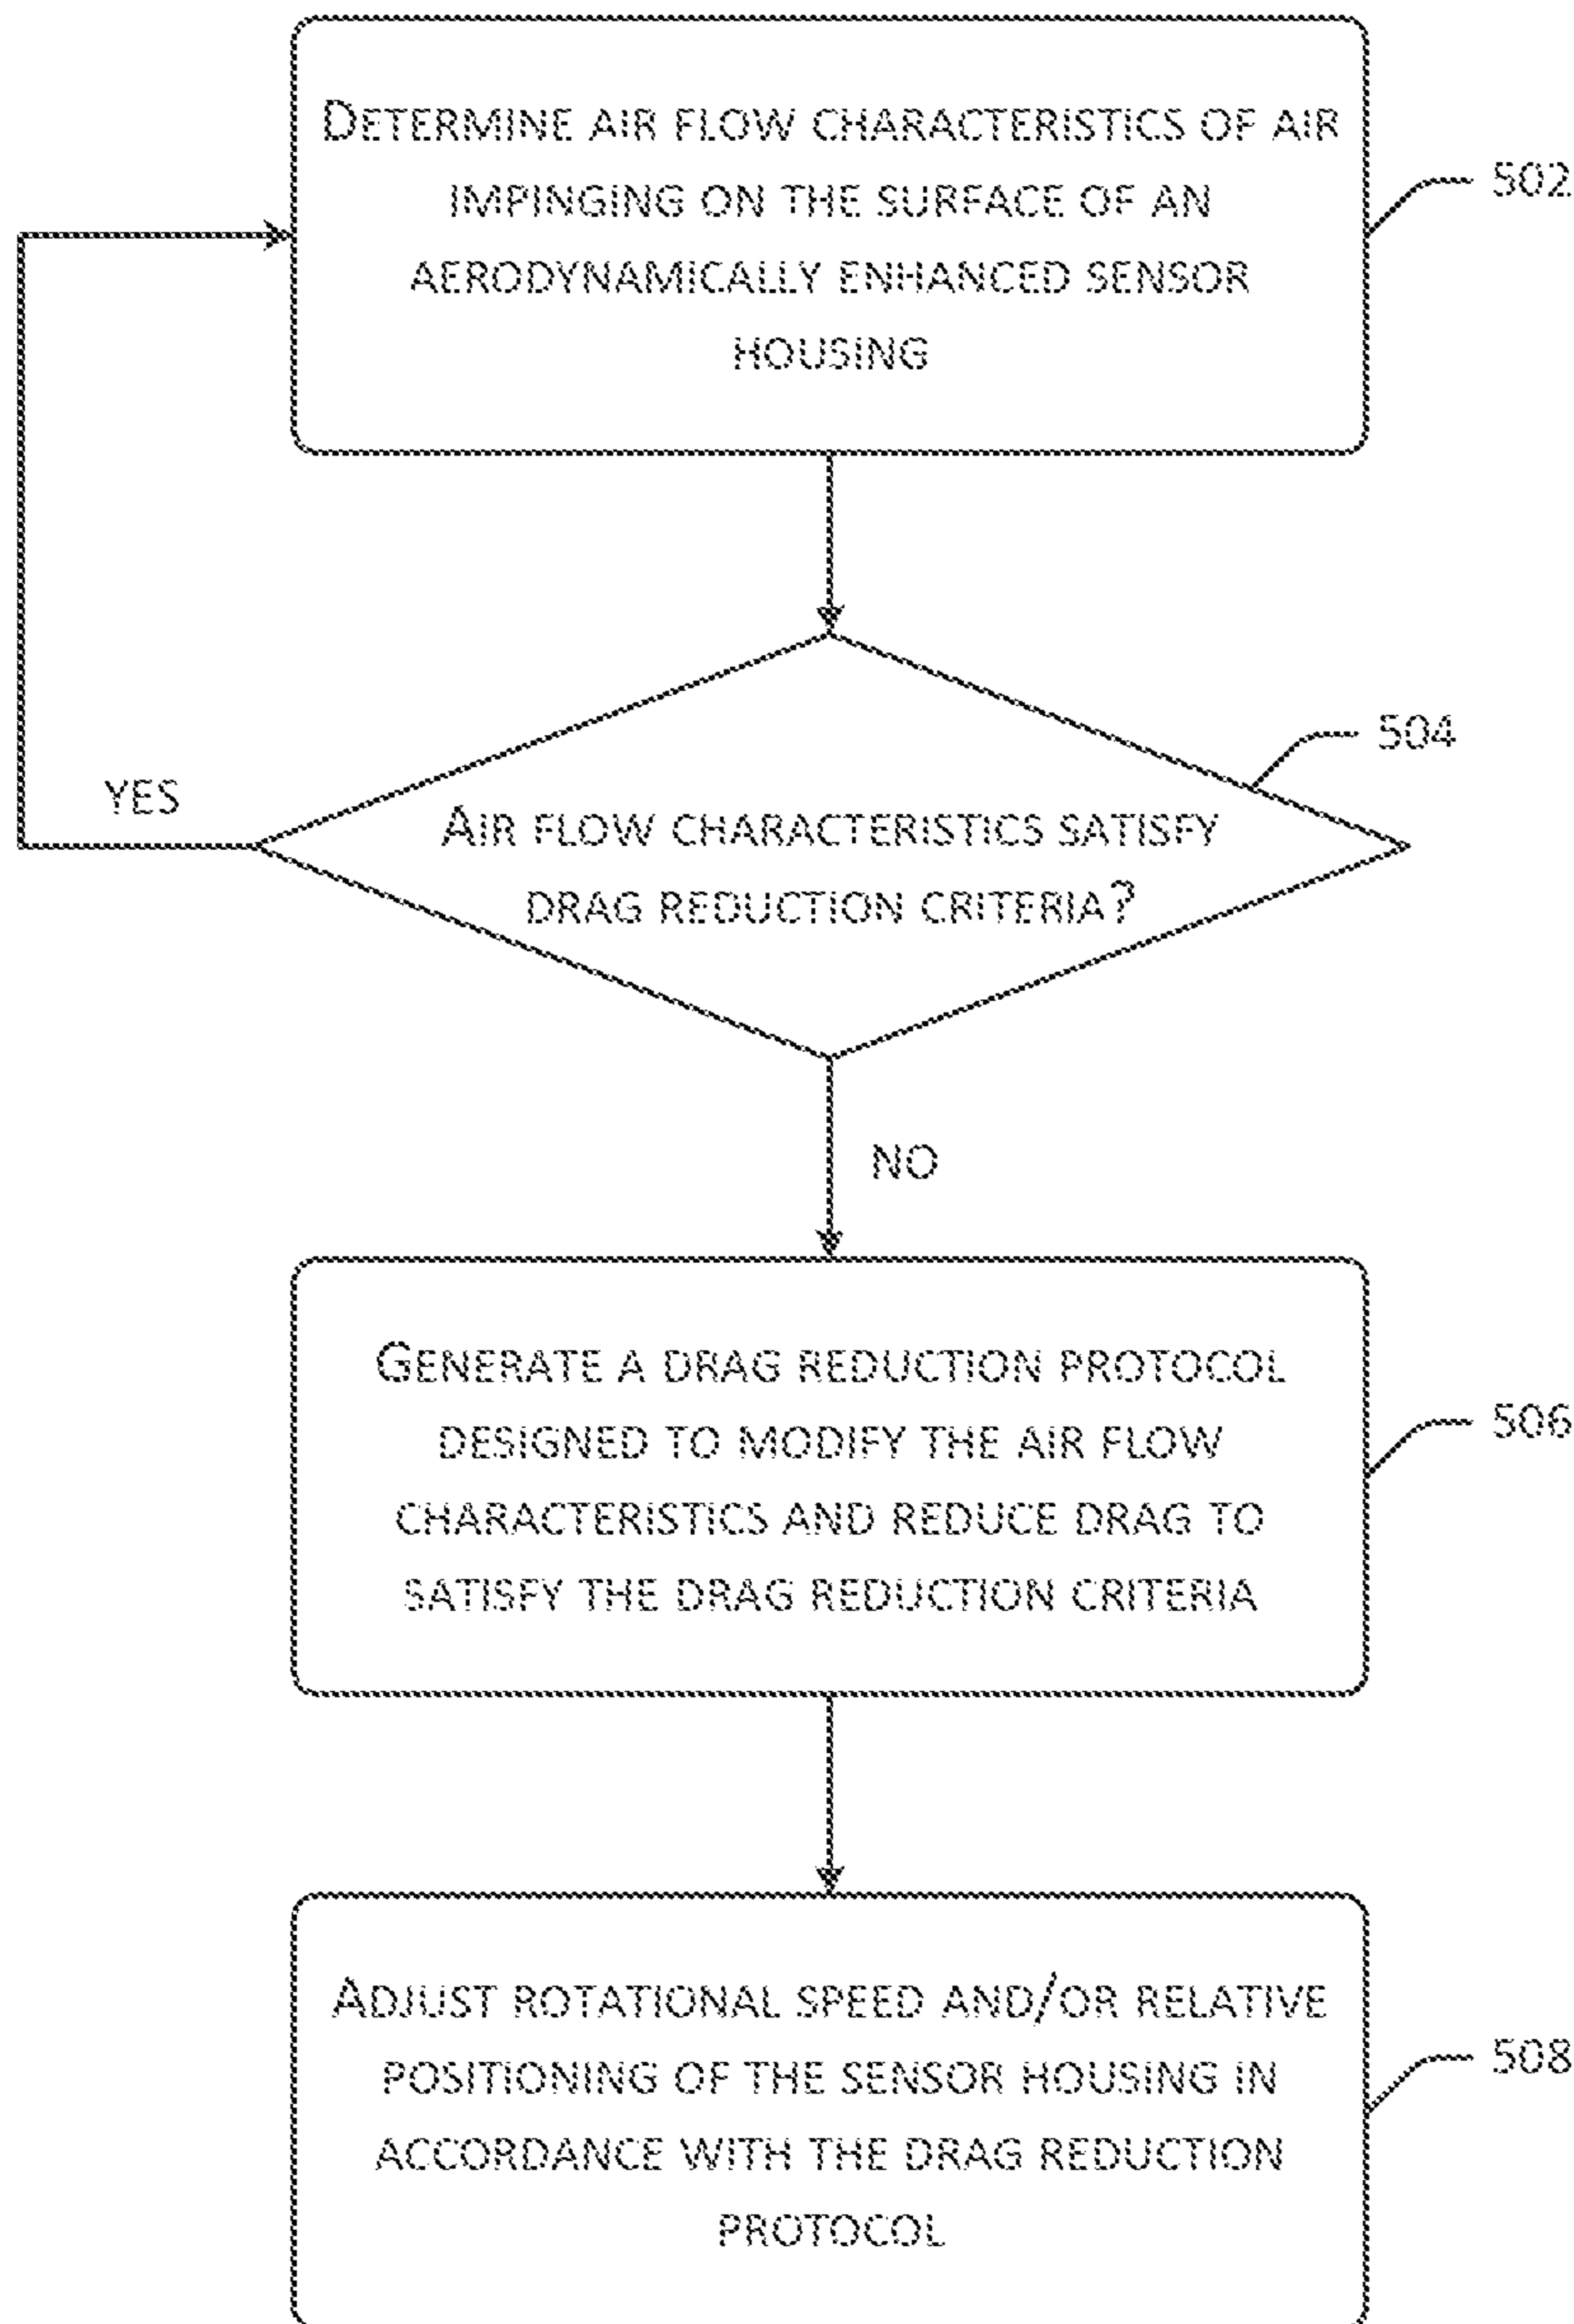 DETERMINE AIR FLOW CHARACTERISTICS OF AIR
IMPINGING ON THE SURFACE OF AN
AERODYNAMICALLY ENHANCED SENSOR
HOUSING
502
504
YES
AIR FLOW CHARACTERISTICS SATISFY
DRAG REDUCTION CRITERIA?
NO
GENERATE A DRAG REDUCTION PROTOCOL
DESIGNED TO MODIFY THE AIR FLOW
CHARACTERISTICS AND REDUCE DRAG TO
SATISFY THE DRAG REDUCTION CRITERIA
506
ADJUST ROTATIONAL SPEED AND/OR RELATIVE
POSITIONING OF THE SENSOR HOUSING IN
ACCORDANCE WITH THE DRAG REDUCTION
PROTOCOL
508